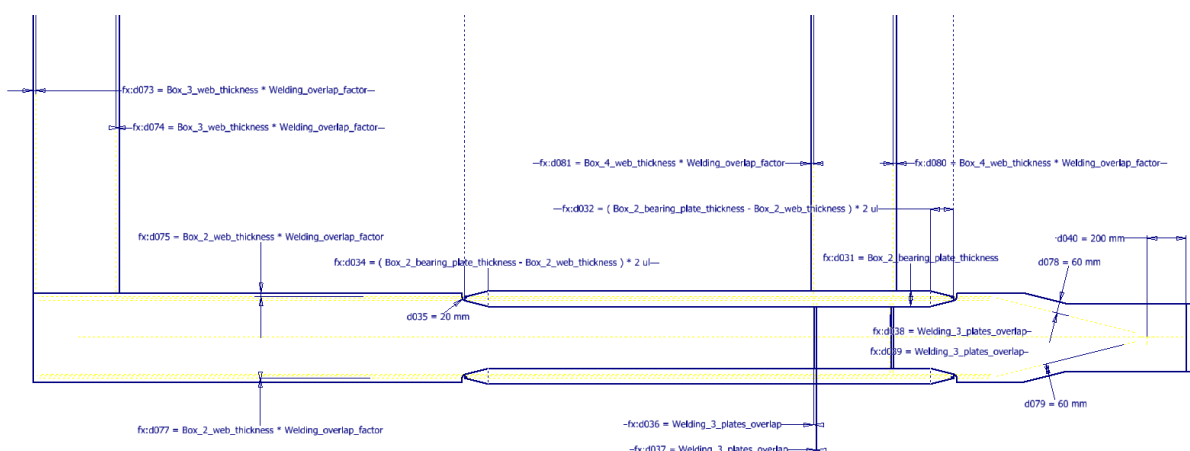 fx:d073 = Box_3_web_thickness * Welding_overlap_factor
fx:d074 = Box_3_web_thickness * Welding_overlap_factor
fx:d081 = Box_4_web_thickness * Welding_overlap_factor
fx:d080 = Box_4_web_thickness * Welding_overlap_factor
fx:d032 = ( Box_2_bearing_plate_thickness - Box_2_web_thickness ) * 2 ul
fx:d075 = Box_2_web_thickness * Welding_overlap_factor
d040 = 200 mm
fx:d034 = ( Box_2_bearing_plate_thickness - Box_2_web_thickness ) * 2 ul
fx:d031 = Box_2_bearing_plate_thickness
d078 = 60 mm
d035 = 20 mm
fx:d038 = Welding_3_plates_overlap
fx:d039 = Welding_3_plates_overlap
d079 = 60 mm
fx:d036 = Welding_3_plates_overlap
fx:d077 = Box_2_web_thickness * Welding_overlap_factor
fx:d037 = Welding_3_plates_overlap